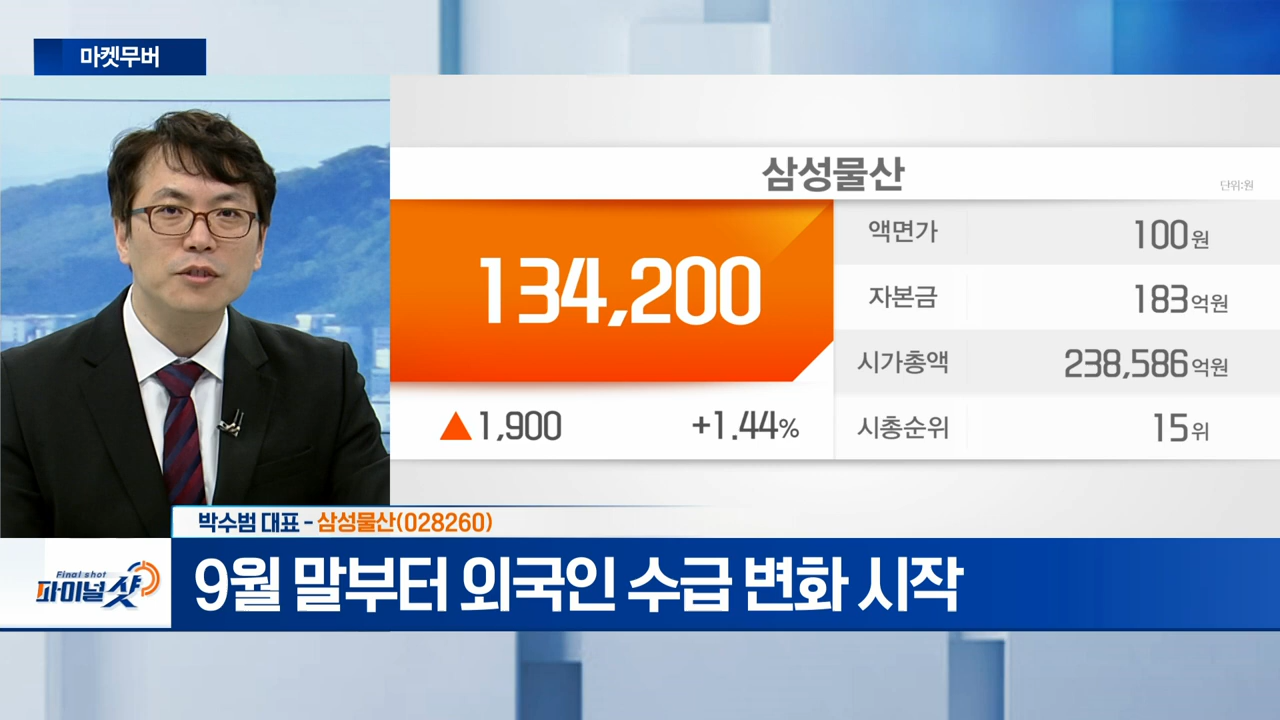 마켓무버
삼성물산
단위:원
134,200
▲1,900 +1.44%
액면가 100원
자본금 183억원
시가총액 238,586억원
시총순위 15위
박수범 대표 - 삼성물산(028260)
Final shot
파이널샷
9월 말부터 외국인 수급 변화 시작